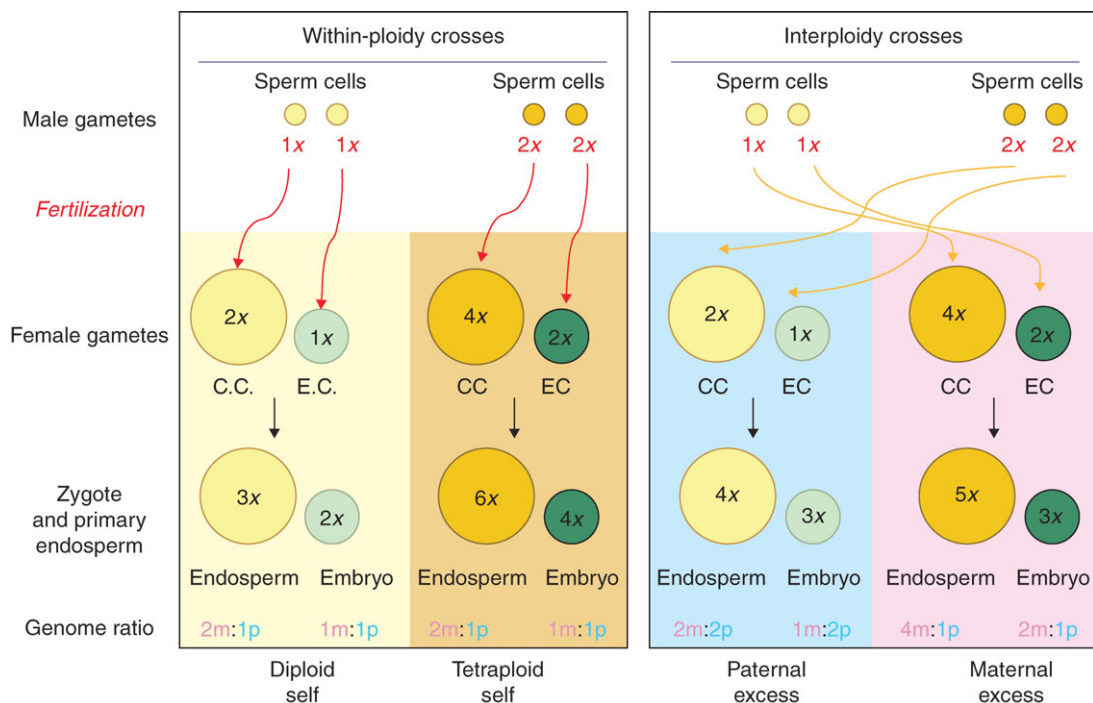 Within-ploidy crosses
Interploidy crosses
Sperm cells
Sperm cells
Sperm cells
Sperm cells
Male gametes
1x
1x
2x
2x
1x
1x
2x
2x
Fertilization
Female gametes
2x
1x
4x
2x
2x
1x
4x
2x
C.C.
E.C.
CC
EC
CC
EC
CC
EC
Zygote
and primary
endosperm
3x
2x
6x
4x
4x
3x
5x
3x
Endosperm
Embryo
Endosperm
Embryo
Endosperm
Embryo
Endosperm
Embryo
Genome ratio
2m:1p
1m:1p
2m:1p
1m:1p
2m:2p
1m:2p
4m:1p
2m:1p
Diploid
self
Tetraploid
self
Paternal
excess
Maternal
excess